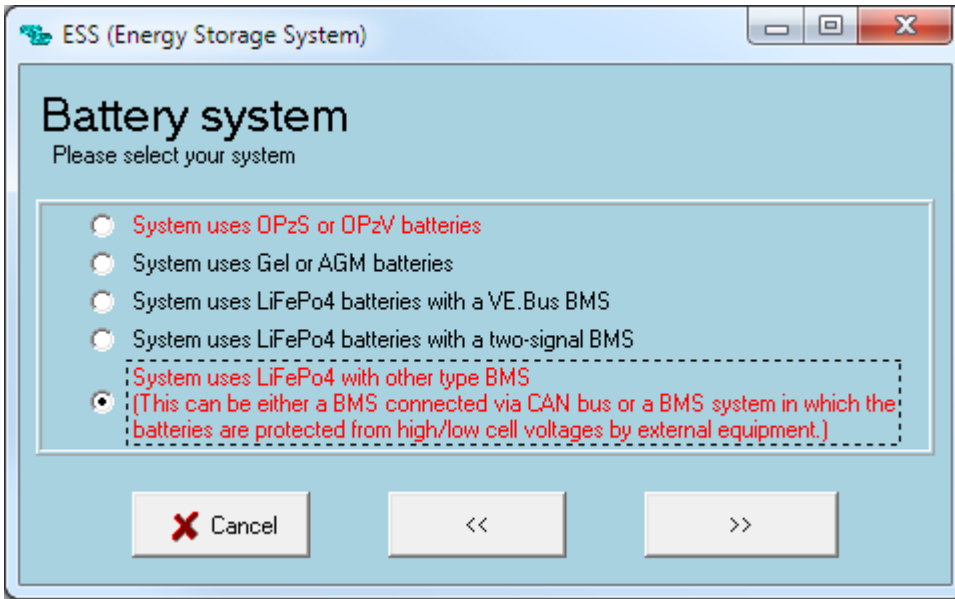 ESS (Energy Storage System)
Battery system
Please select your system
System uses OPzS or OPzV batteries
System uses Gel or AGM batteries
System uses LiFePo4 batteries with a VE.Bus BMS
System uses LiFePo4 batteries with a two-signal BMS
System uses LiFePo4 with other type BMS
(This can be either a BMS connected via CAN bus or a BMS system in which the
batteries are protected from high/low cell voltages by external equipment.)
Cancel << >>